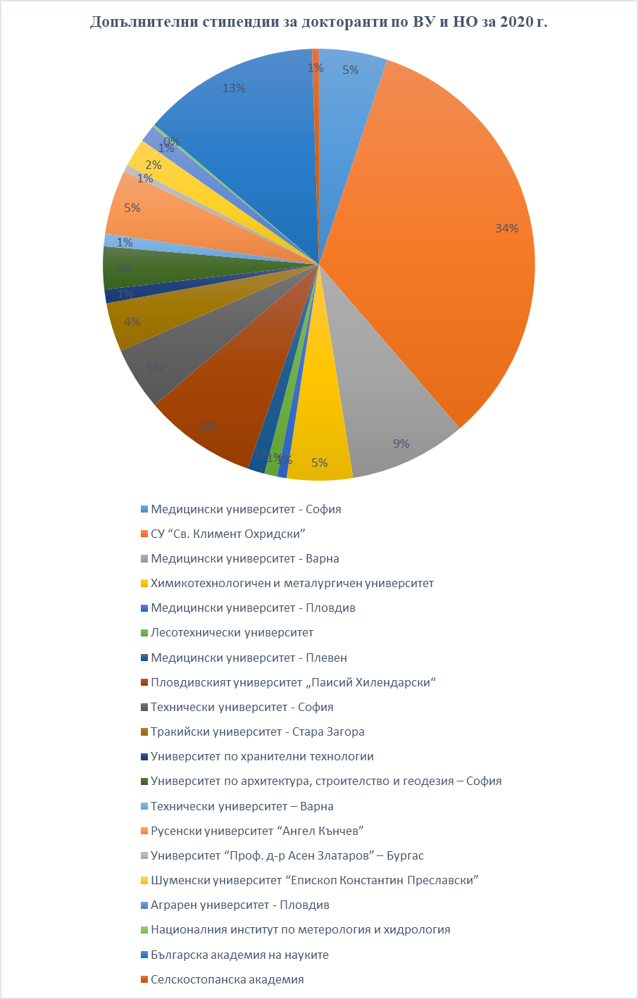 Допълнителни стипендии за докторанти по ВУ и НО за 2020 г.
1%
5%
13%
0%
1%
2%
1%
5%
34%
1%
3%
1%
4%
5%
8%
1%
1%
1%
5%
9%
Медицински университет - София
СУ “Св. Климент Охридски”
Медицински университет - Варна
Химикотехнологичен и металургичен университет
Медицински университет - Пловдив
Лесотехнически университет
Медицински университет - Плевен
Пловдивският университет „Паисий Хилендарски“
Технически университет - София
Тракийски университет - Стара Загора
Университет по хранителни технологии
Университет по архитектура, строителство и геодезия – София
Технически университет – Варна
Русенски университет “Ангел Кънчев”
Университет “Проф. д-р Асен Златаров” – Бургас
Шуменски университет “Епископ Константин Преславски”
Аграрен университет - Пловдив
Националния институт по метерология и хидрология
Българска академия на науките
Селскостопанска академия